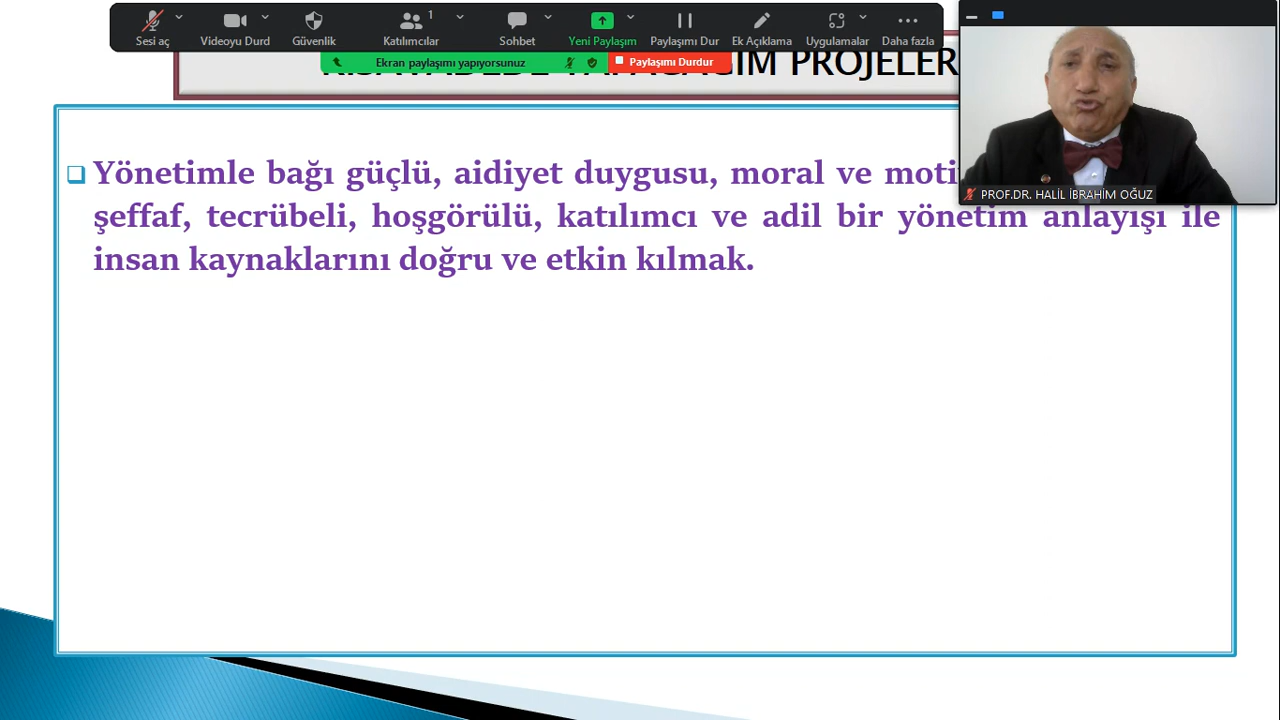 Sesi aç Videoyu Durd Güvenlik Katılımcılar 1 Sohbet Yeni Paylaşım Paylaşımı Dur Ek Açıklama Uygulamalar Daha fazla
Ekran paylaşımı yapıyorsunuz Paylaşımı Durdur
PROJELER
Yönetimle bağı güçlü, aidiyet duygusu, moral ve
şeffaf, tecrübeli, hoşgörülü, katılımcı ve adil bir yönetim anlayışı ile
insan kaynaklarını doğru ve etkin kılmak.
PROF.DR. HALİL İBRAHİM OĞUZ